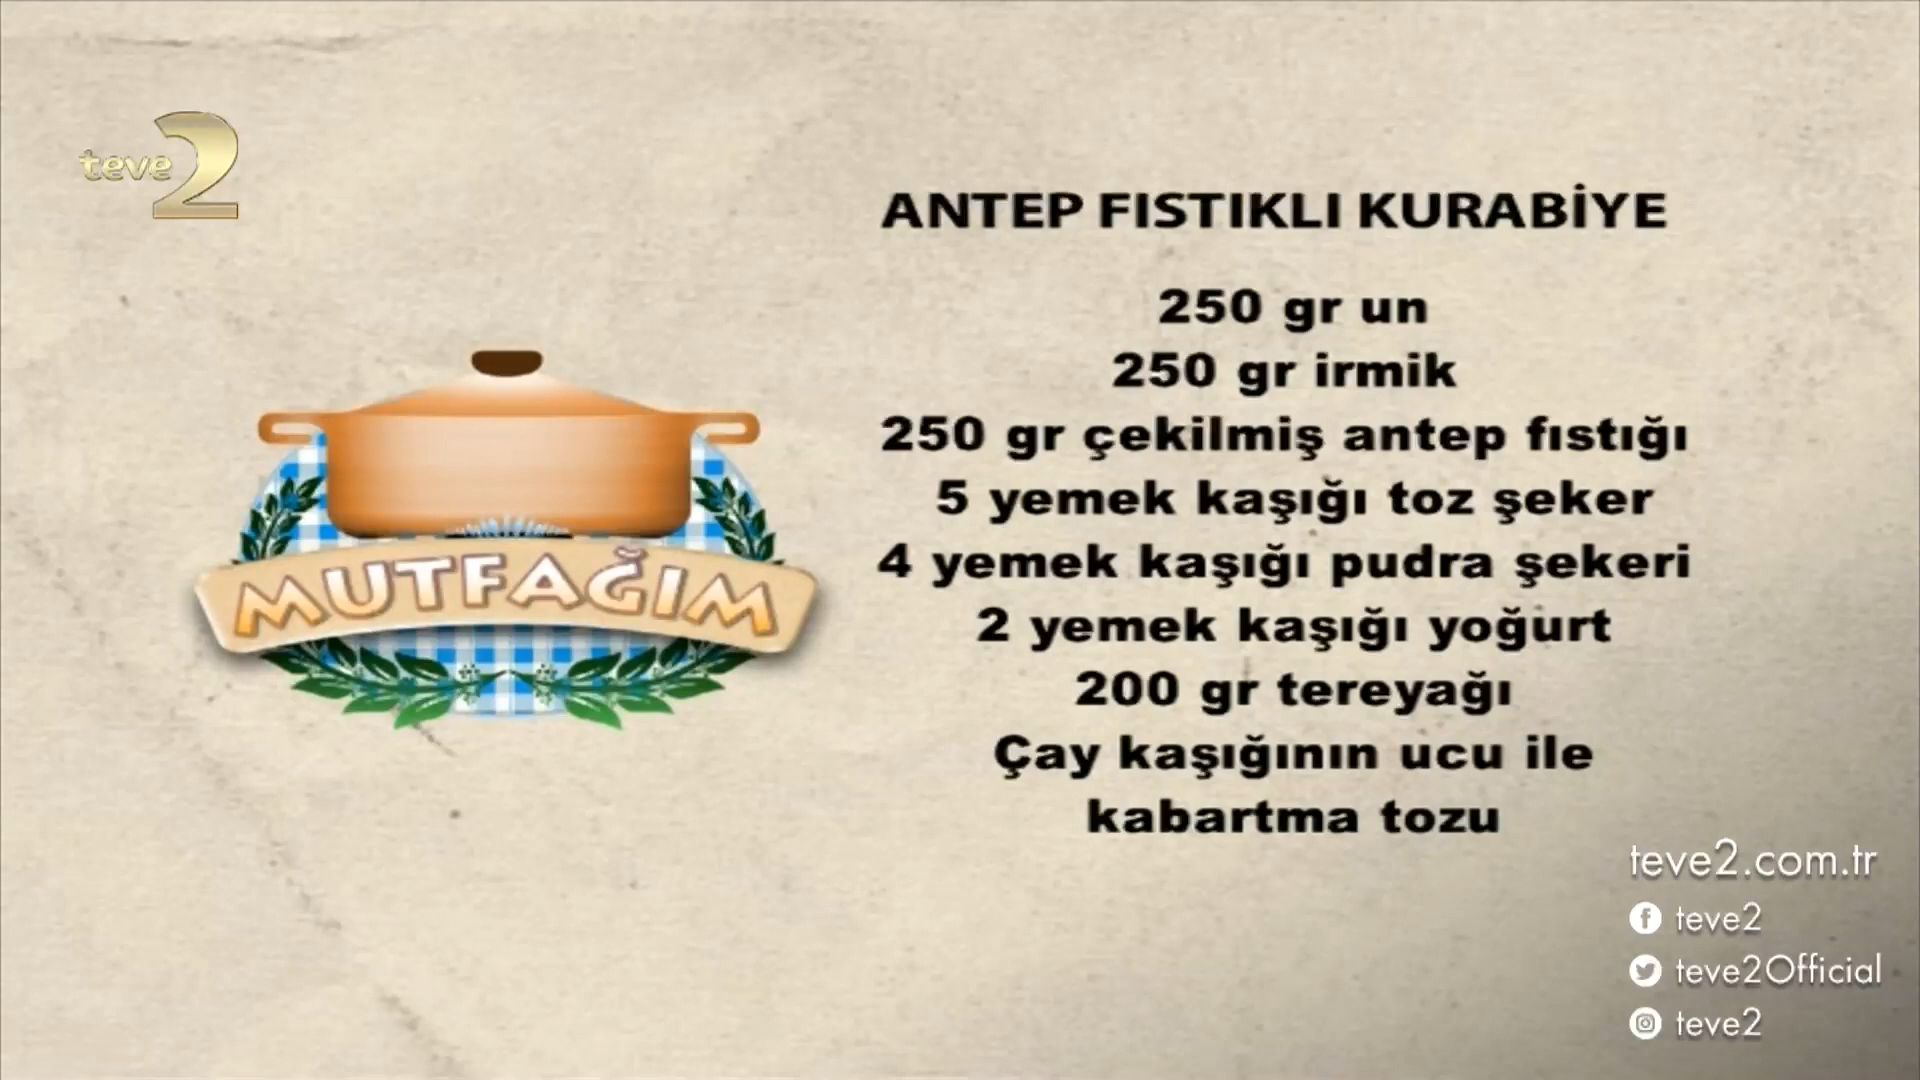 teve2
ANTEP FISTIKLI KURABİYE
250 gr un
250 gr irmik
250 gr çekilmiş antep fıstığı
5 yemek kaşığı toz şeker
4 yemek kaşığı pudra şekeri
2 yemek kaşığı yoğurt
200 gr tereyağı
Çay kaşığının ucu ile
kabartma tozu
MUTFAĞIM
teve2.com.tr
teve2
teve2Official
teve2